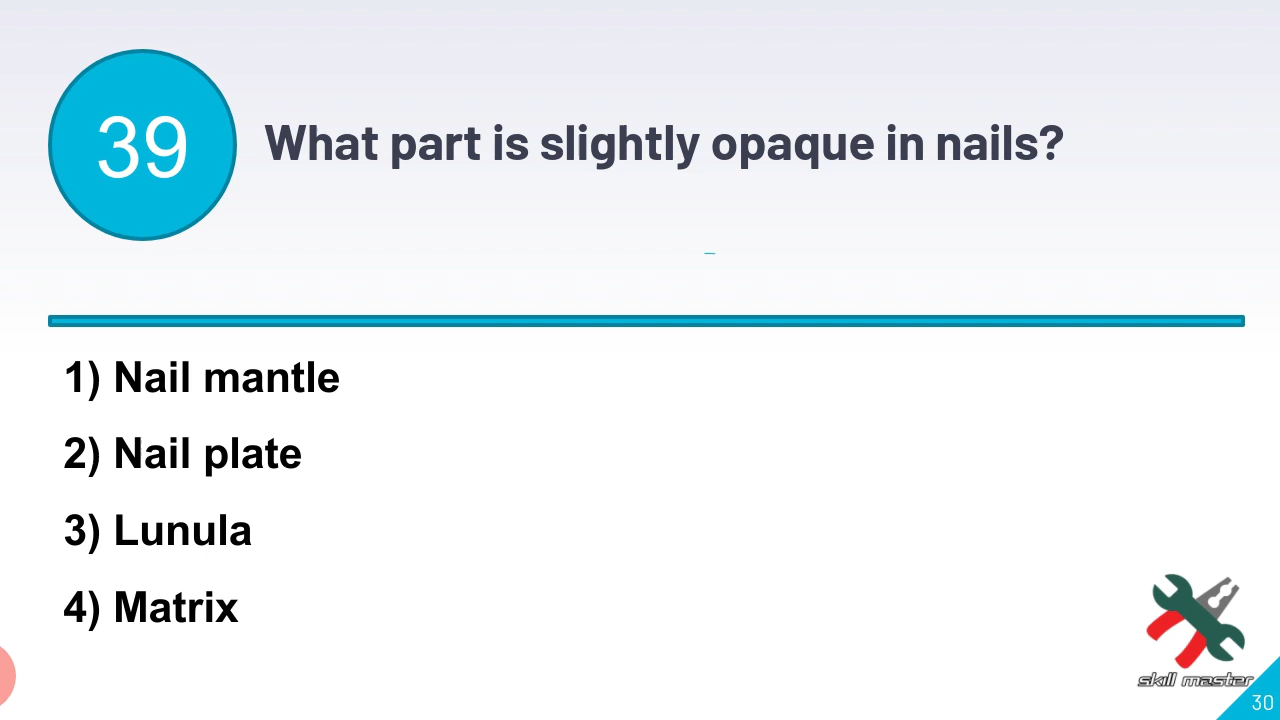 39
What part is slightly opaque in nails?
1) Nail mantle
2) Nail plate
3) Lunula
4) Matrix
skill master
30